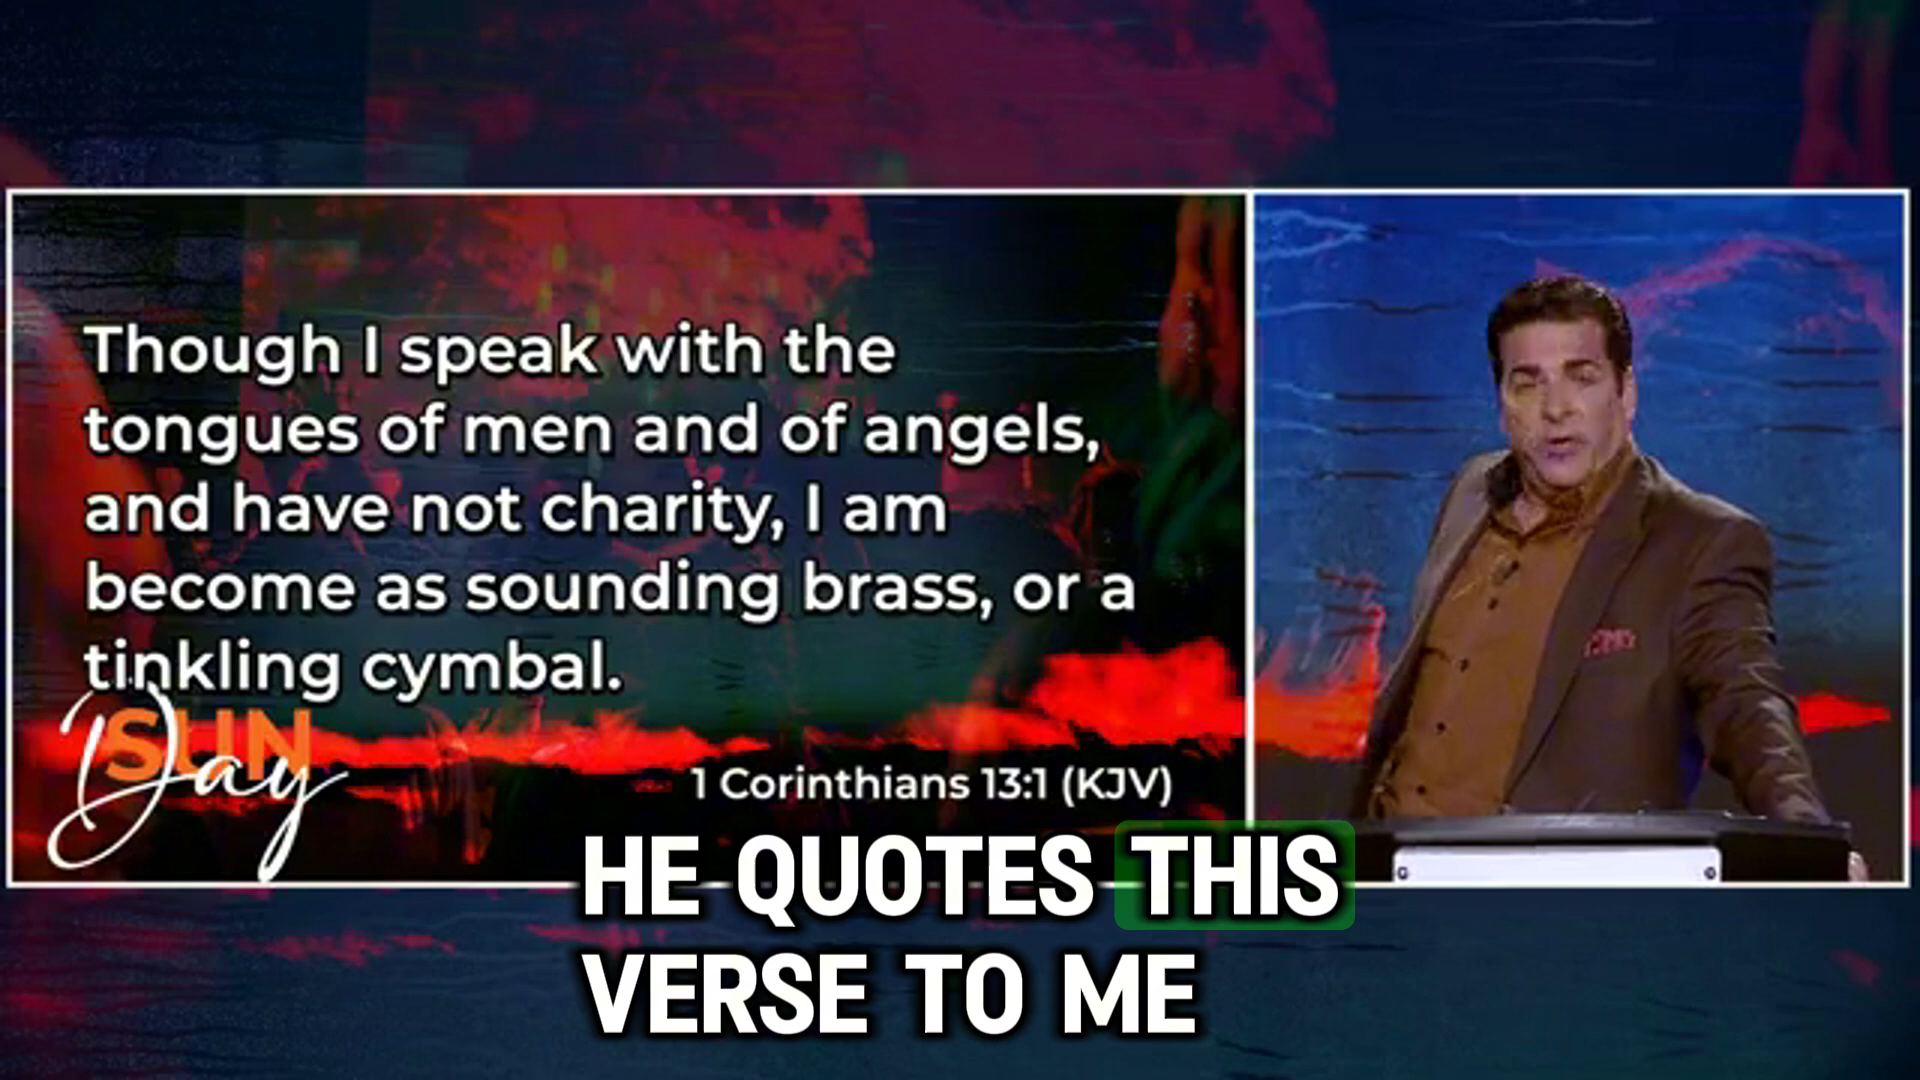 Though I speak with the
tongues of men and of angels,
and have not charity, I am
become as sounding brass, or a
tinkling cymbal.
SUN
Day
1 Corinthians 13:1 (KJV)
HE QUOTES THIS
VERSE TO ME